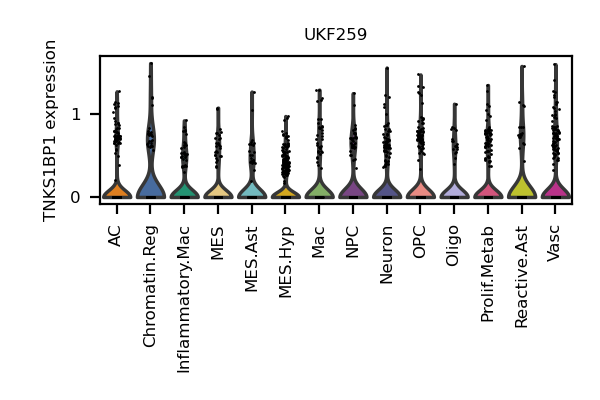 UKF259
TNKS1BP1 expression
1
0
AC
Chromatin.Reg
Inflammatory.Mac
MES
MES.Ast
MES.Hyp
Mac
NPC
Neuron
OPC
Oligo
Prolif.Metab
Reactive.Ast
Vasc